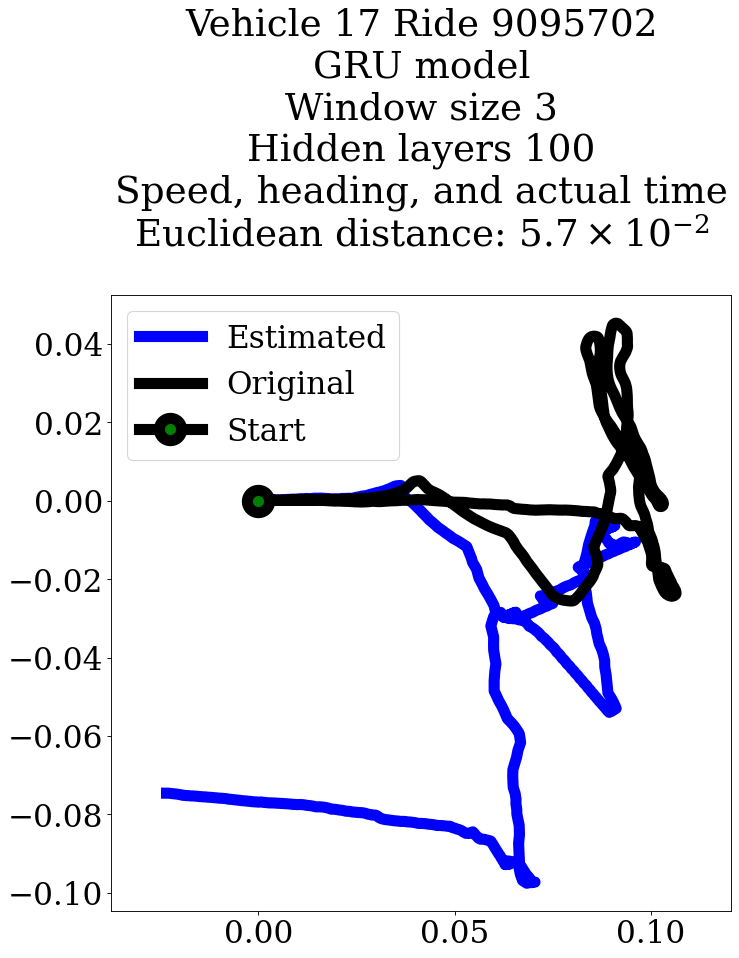 Vehicle 17 Ride 9095702
GRU model
Window size 3
Hidden layers 100
Speed, heading, and actual time
Euclidean distance: 5.7 × 10⁻²
Estimated
Original
Start
0.04
0.02
0.00
−0.02
−0.04
−0.06
−0.08
−0.10
0.00 0.05 0.10